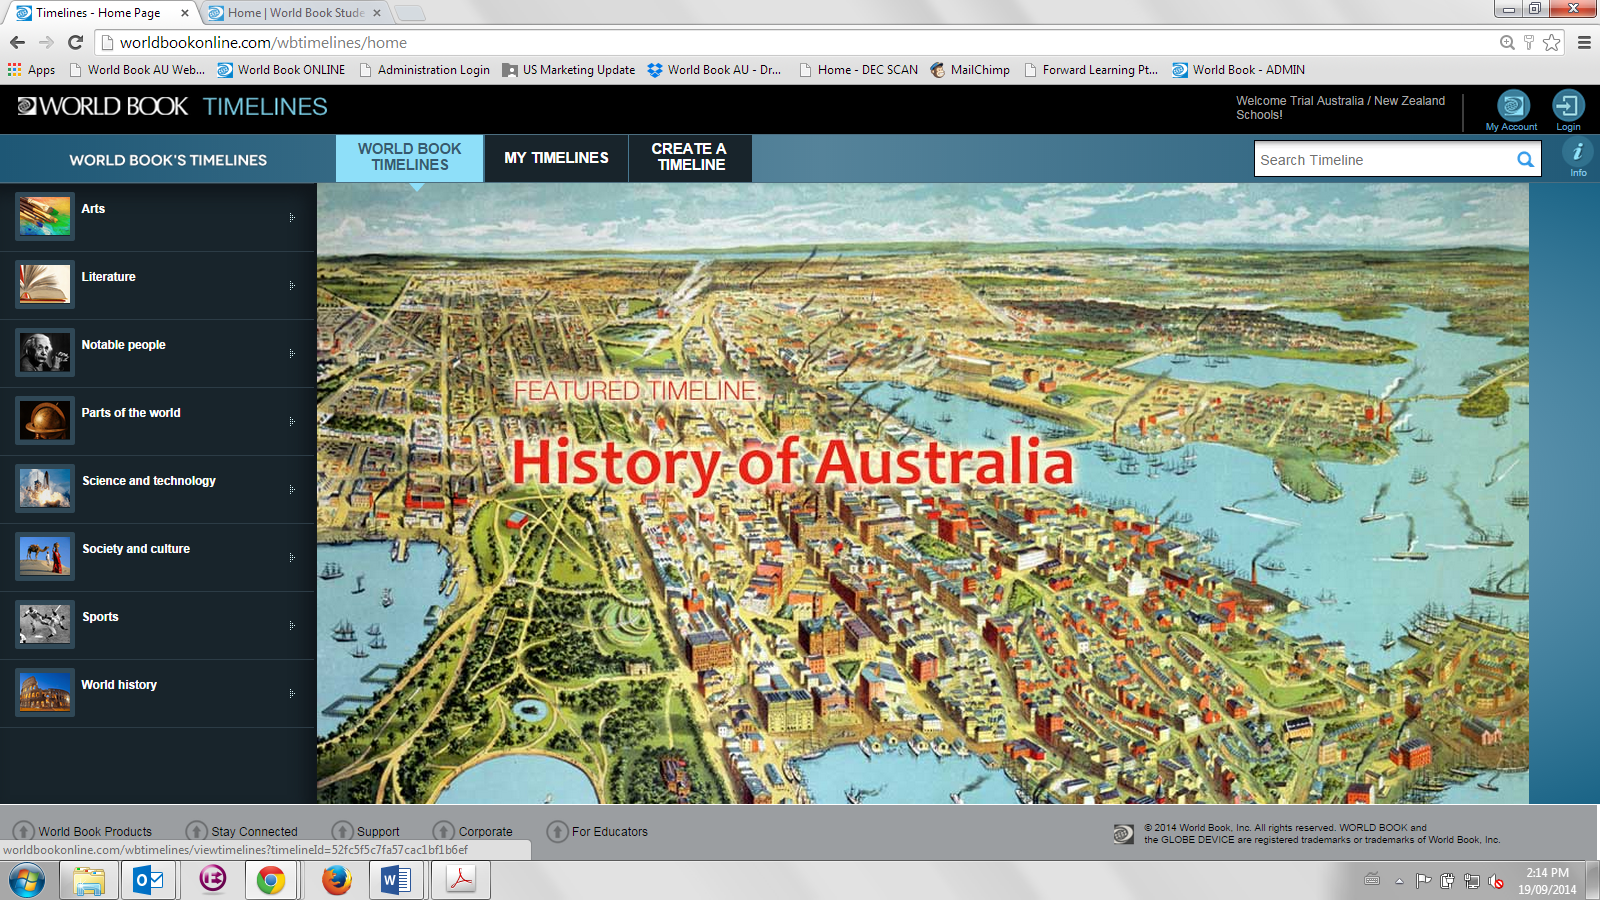 Timelines - Home Page
Home | World Book Stude
worldbookonline.com/wbtimelines/home
Apps
World Book AU Web...
World Book ONLINE
Administration Login
US Marketing Update
World Book AU - Dr...
Home - DEC SCAN
MailChimp
Forward Learning Pt...
World Book - ADMIN
WORLD BOOK TIMELINES
Welcome Trial Australia / New Zealand
Schools!
My Account
Login
WORLD BOOK'S TIMELINES
WORLD BOOK
TIMELINES
MY TIMELINES
CREATE A
TIMELINE
Search Timeline
Info
Arts
Literature
Notable people
Parts of the world
Science and technology
Society and culture
Sports
World history
FEATURED TIMELINE:
History of Australia
World Book Products
Stay Connected
Support
Corporate
For Educators
© 2014 World Book, Inc. All rights reserved. WORLD BOOK and
the GLOBE DEVICE are registered trademarks or trademarks of World Book, Inc.
worldbookonline.com/wbtimelines/viewtimelines?timelineId=52fc5f5c7fa57cac1bf1b6ef
2:14 PM
19/09/2014